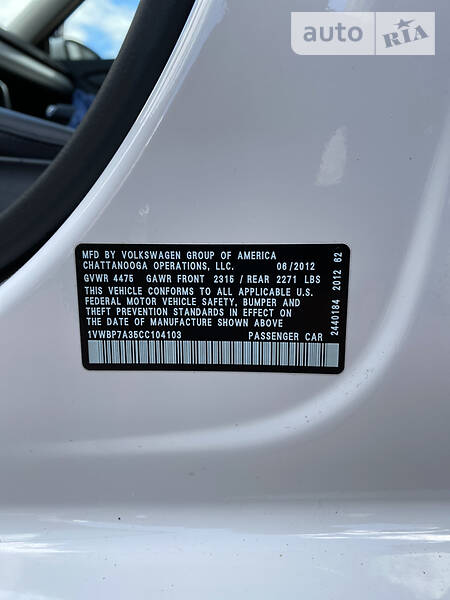 auto RIA
MFD BY VOLKSWAGEN GROUP OF AMERICA
CHATTANOOGA OPERATIONS, LLC. 06/2012
GVWR 4475 GAWR FRONT 2315 / REAR 2271 LBS
THIS VEHICLE CONFORMS TO ALL APPLICABLE U.S.
FEDERAL MOTOR VEHICLE SAFETY, BUMPER AND
THEFT PREVENTION STANDARDS IN EFFECT ON THE
DATE OF MANUFACTURE SHOWN ABOVE
1VWBP7A35CC104103 PASSENGER CAR
2440184 2012 62